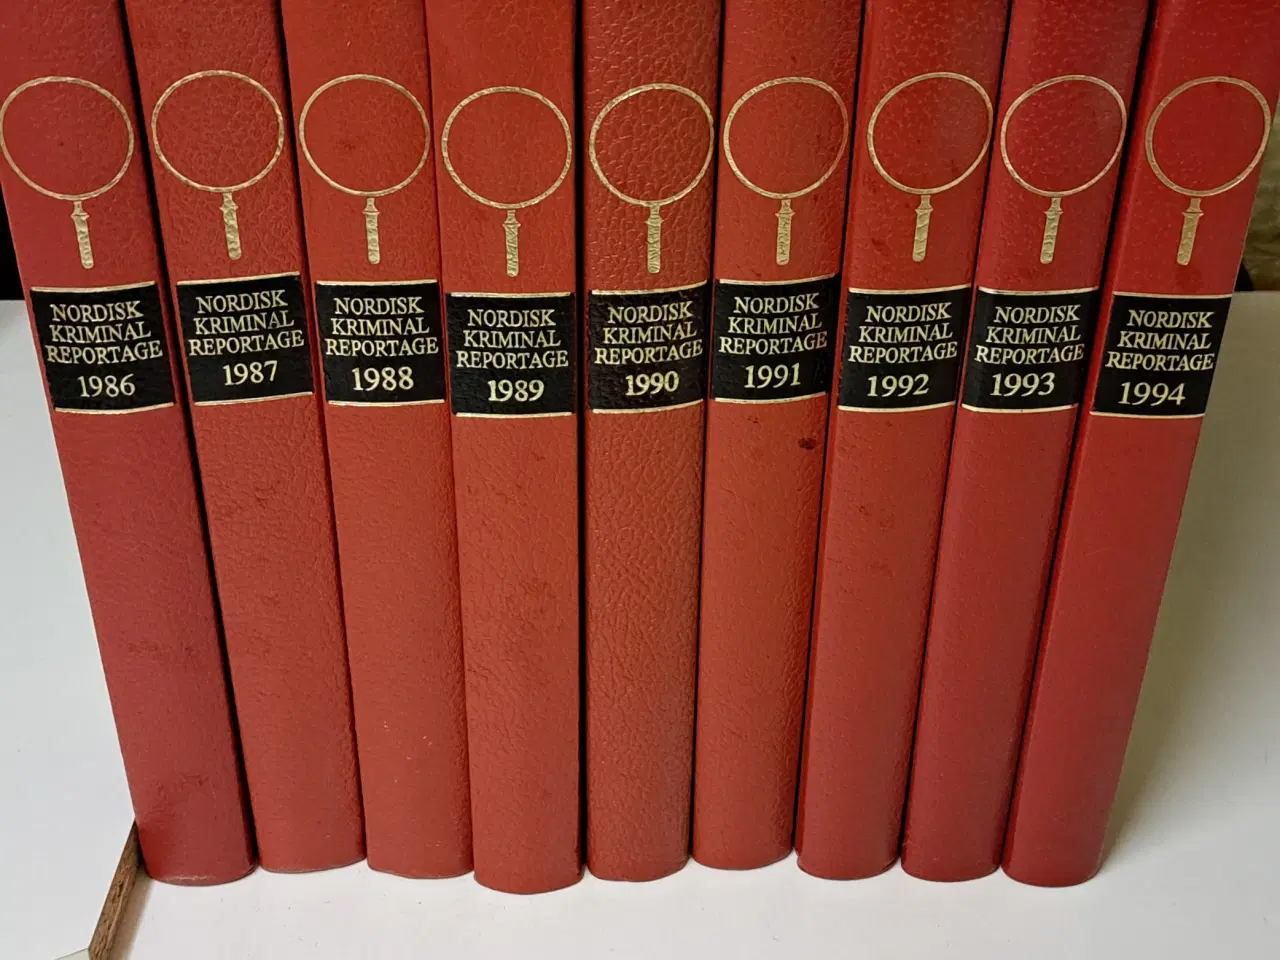 NORDISK
KRIMINAL
REPORTAGE
1986
NORDISK
KRIMINAL
REPORTAGE
1987
NORDISK
KRIMINAL
REPORTAGE
1988
NORDISK
KRIMINAL
REPORTAGE
1989
NORDISK
KRIMINAL
REPORTAGE
1990
NORDISK
KRIMINAL
REPORTAGE
1991
NORDISK
KRIMINAL
REPORTAGE
1992
NORDISK
KRIMINAL
REPORTAGE
1993
NORDISK
KRIMINAL
REPORTAGE
1994